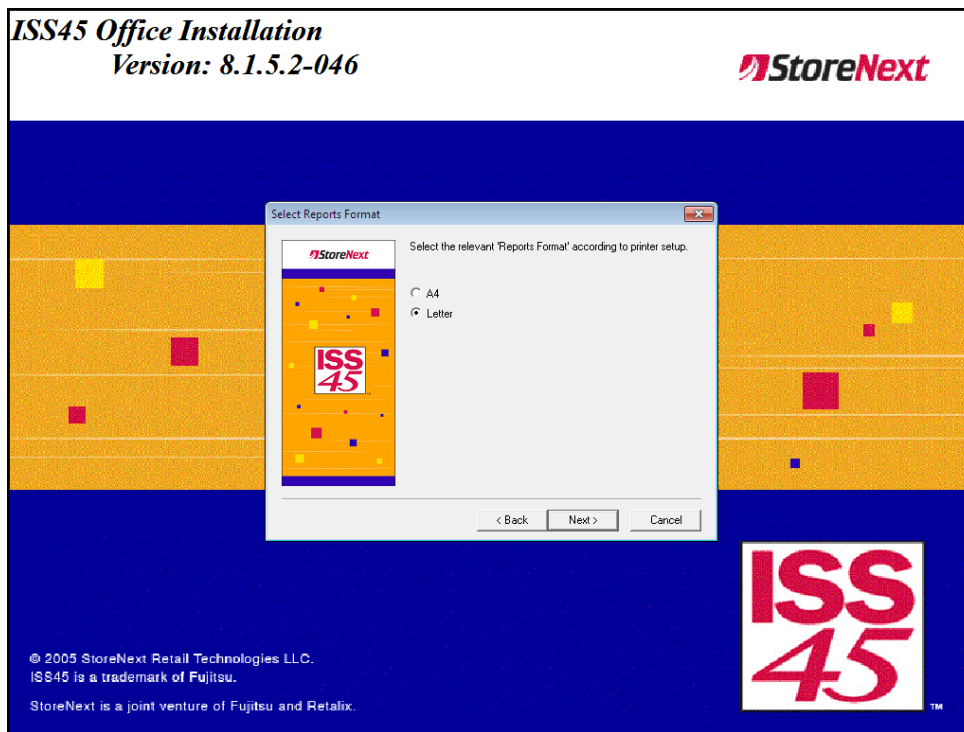 ISS45 Office Installation
Version: 8.1.5.2-046
StoreNext
Select Reports Format
StoreNext
Select the relevant 'Reports Format' according to printer setup.
A4
Letter
ISS
45
< Back
Next >
Cancel
ISS
45
TM
© 2005 StoreNext Retail Technologies LLC.
ISS45 is a trademark of Fujitsu.
StoreNext is a joint venture of Fujitsu and Retalix.